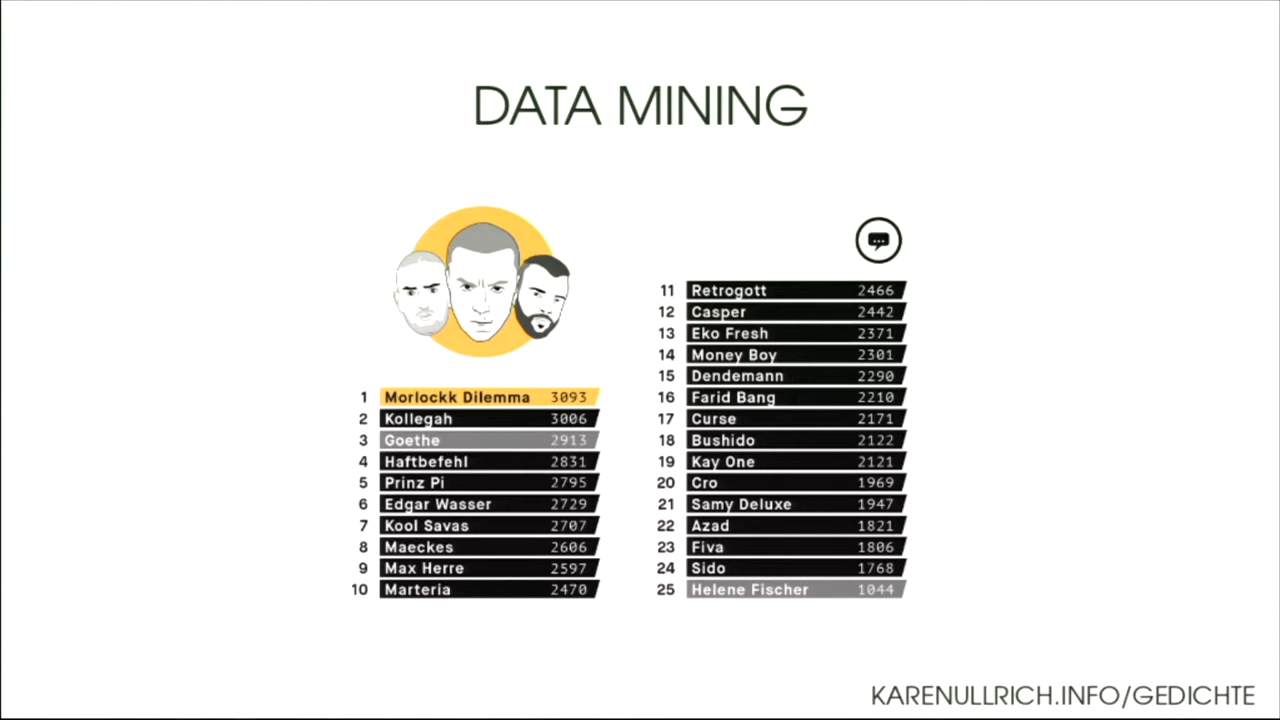 DATA MINING
1 Morlockk Dilemma 3093
2 Kollegah 3006
3 Goethe 2913
4 Haftbefehl 2831
5 Prinz Pi 2795
6 Edgar Wasser 2729
7 Kool Savas 2707
8 Maeckes 2606
9 Max Herre 2597
10 Marteria 2470
11 Retrogott 2466
12 Casper 2442
13 Eko Fresh 2371
14 Money Boy 2301
15 Dendemann 2290
16 Farid Bang 2210
17 Curse 2171
18 Bushido 2122
19 Kay One 2121
20 Cro 1969
21 Samy Deluxe 1947
22 Azad 1821
23 Fiva 1806
24 Sido 1768
25 Helene Fischer 1044
KARENULLRICH.INFO/GEDICHTE